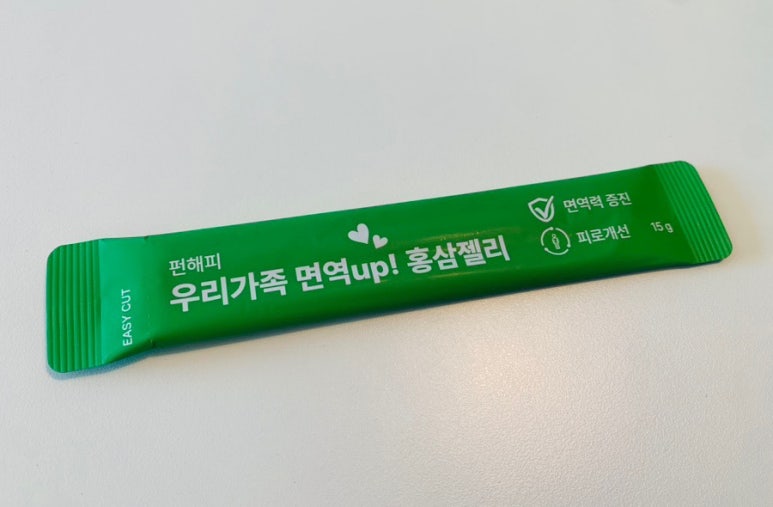 EASY CUT
펀해피
우리가족 면역up! 홍삼젤리
면역력 증진
피로개선
15g